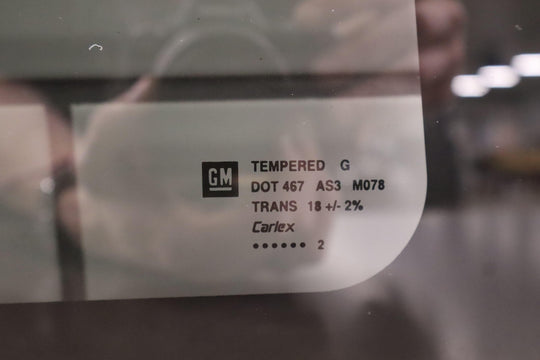 GM
TEMPERED G
DOT 467 AS3 M078
TRANS 18 +/- 2%
Carlex
•••••• 2